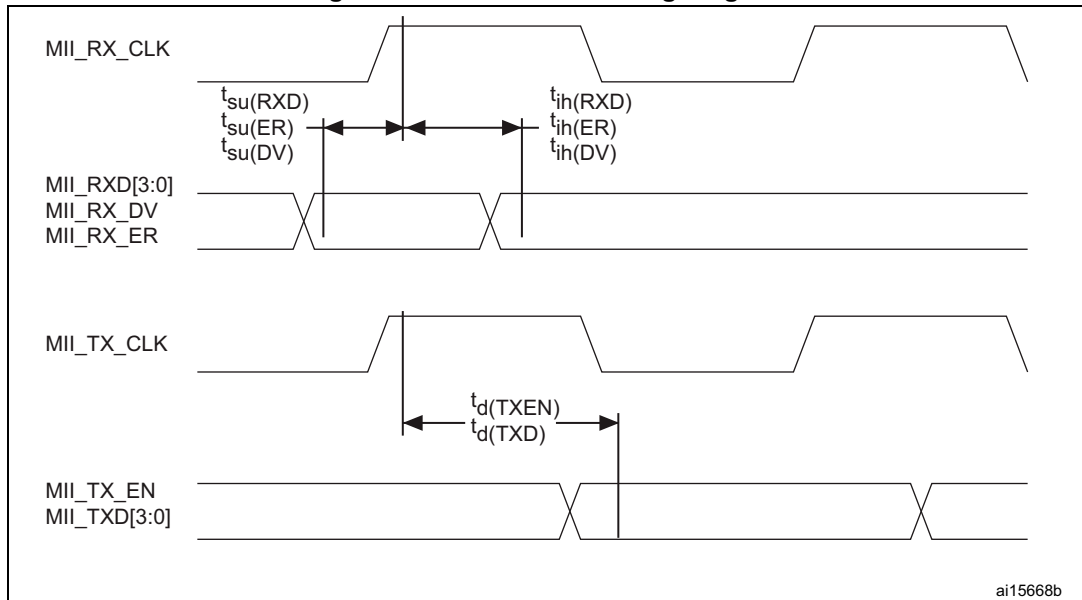 MII_RX_CLK
tsu(RXD)
tsu(ER)
tsu(DV)
tih(RXD)
tih(ER)
tih(DV)
MII_RXD[3:0]
MII_RX_DV
MII_RX_ER
MII_TX_CLK
td(TXEN)
td(TXD)
MII_TX_EN
MII_TXD[3:0]
ai15668b